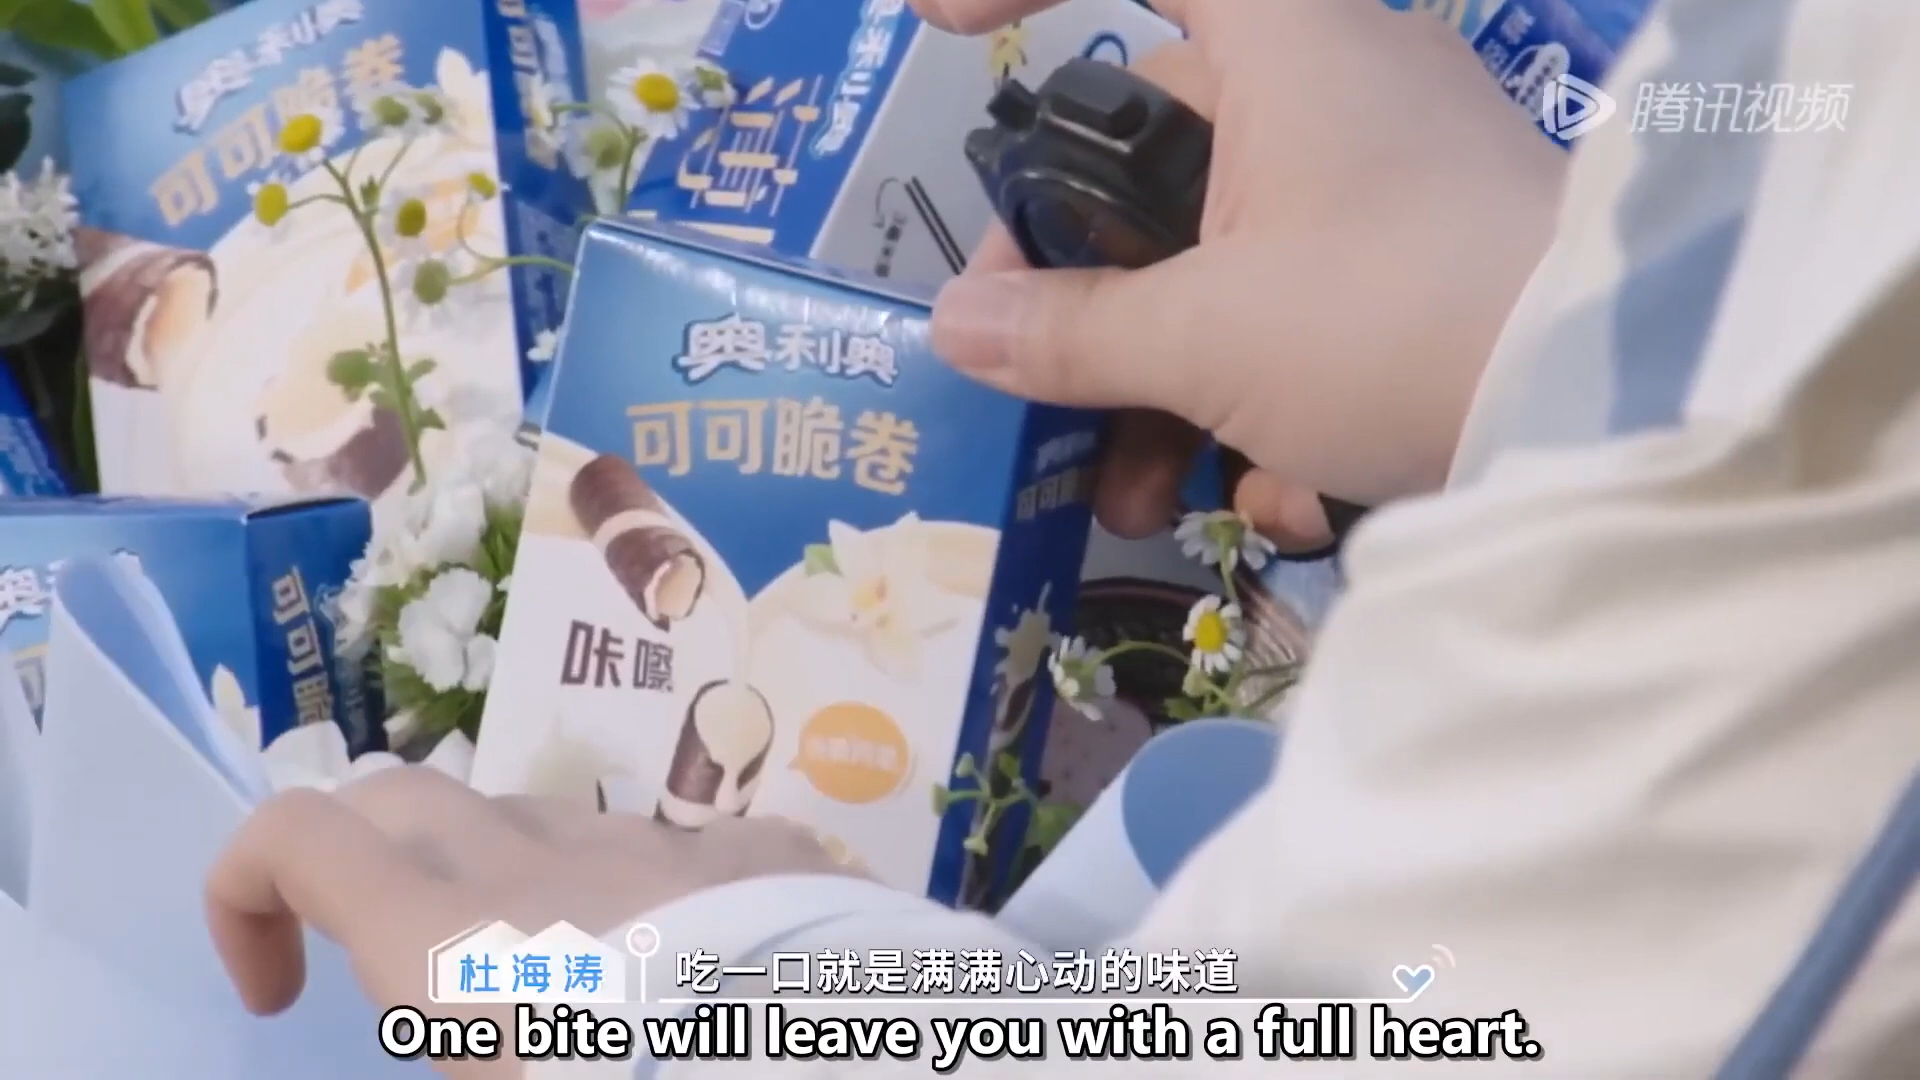 腾讯视频
奥利奥
可可脆卷
薄
奥利奥
可可脆卷
咔嚓
可可脆
杜海涛
吃一口就是满满心动的味道
One bite will leave you with a full heart.